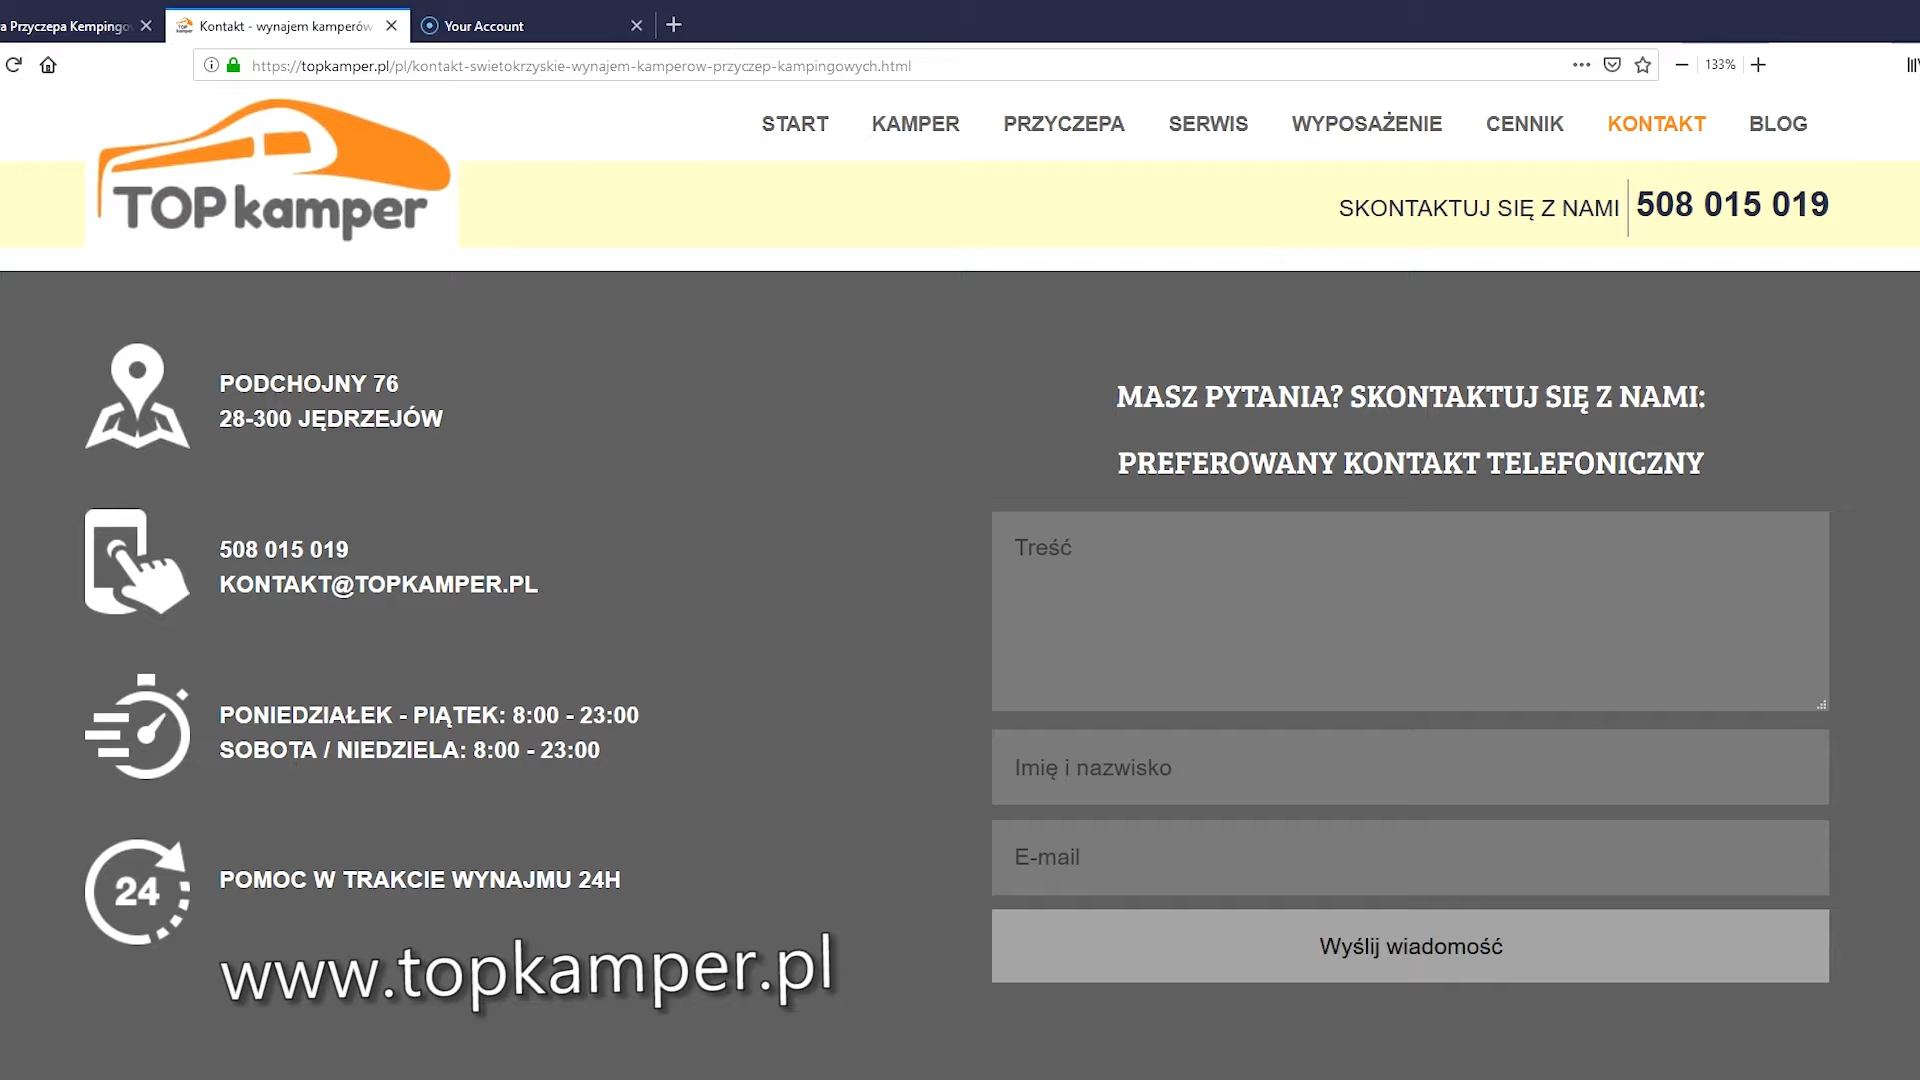 a Przyczepa Kempingo
Kontakt - wynajem kamperów
Your Account
https://topkamper.pl/pl/kontakt-swietokrzyskie-wynajem-kamperow-przyczep-kampingowych.html
133%
TOP kamper
START
KAMPER
PRZYCZEPA
SERWIS
WYPOSAŻENIE
CENNIK
KONTAKT
BLOG
SKONTAKTUJ SIĘ Z NAMI
508 015 019
PODCHOJNY 76
28-300 JĘDRZEJÓW
508 015 019
KONTAKT@TOPKAMPER.PL
PONIEDZIAŁEK - PIĄTEK: 8:00 - 23:00
SOBOTA / NIEDZIELA: 8:00 - 23:00
24
POMOC W TRAKCIE WYNAJMU 24H
www.topkamper.pl
MASZ PYTANIA? SKONTAKTUJ SIĘ Z NAMI:
PREFEROWANY KONTAKT TELEFONICZNY
Treść
Imię i nazwisko
E-mail
Wyślij wiadomość